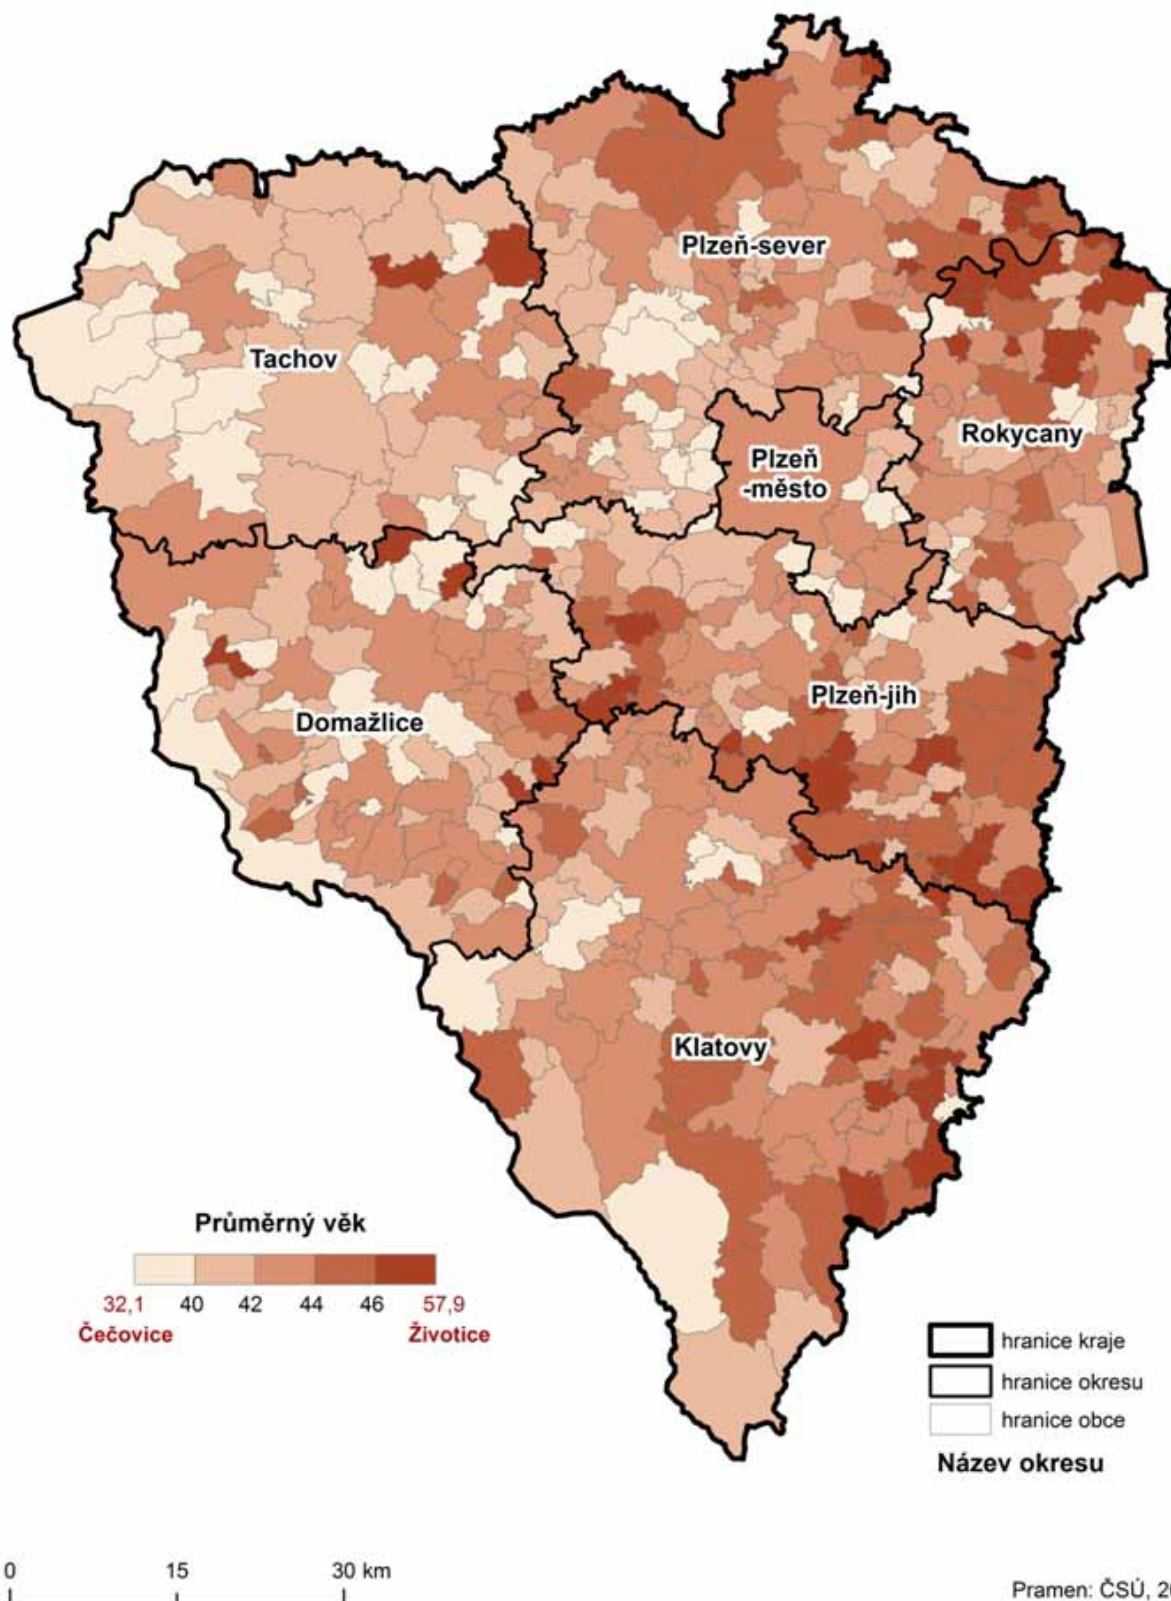 Plzeň-sever
Tachov
Rokycany
Plzeň
-město
Plzeň-jih
Domažlice
Klatovy
Průměrný věk
32,1 40 42 44 46 57,9
Čečovice Životice
hranice kraje
hranice okresu
hranice obce
Název okresu
0 15 30 km
Pramen: ČSÚ,